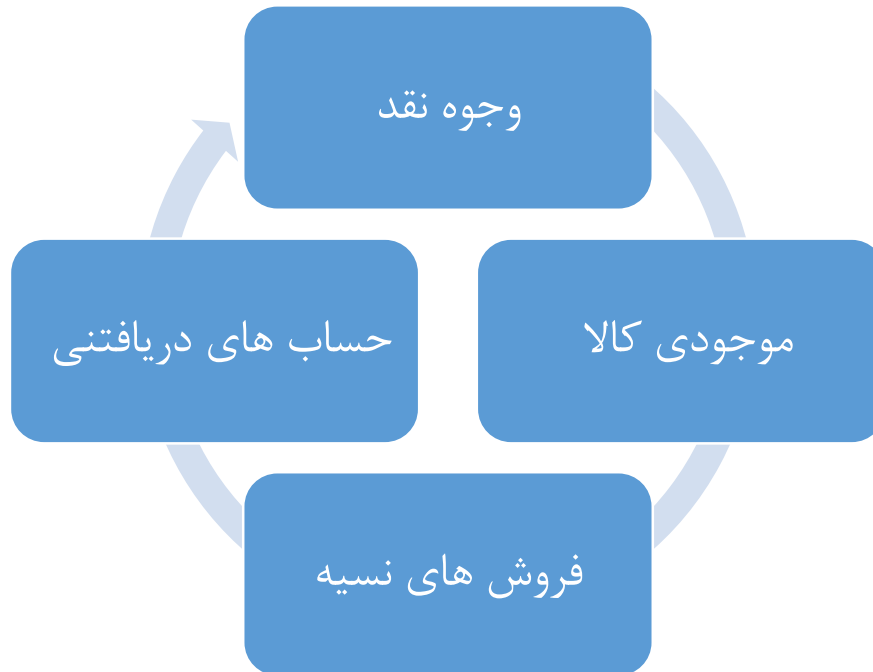 وجوه نقد
موجودی کالا
فروش های نسیه
حساب های دریافتنی